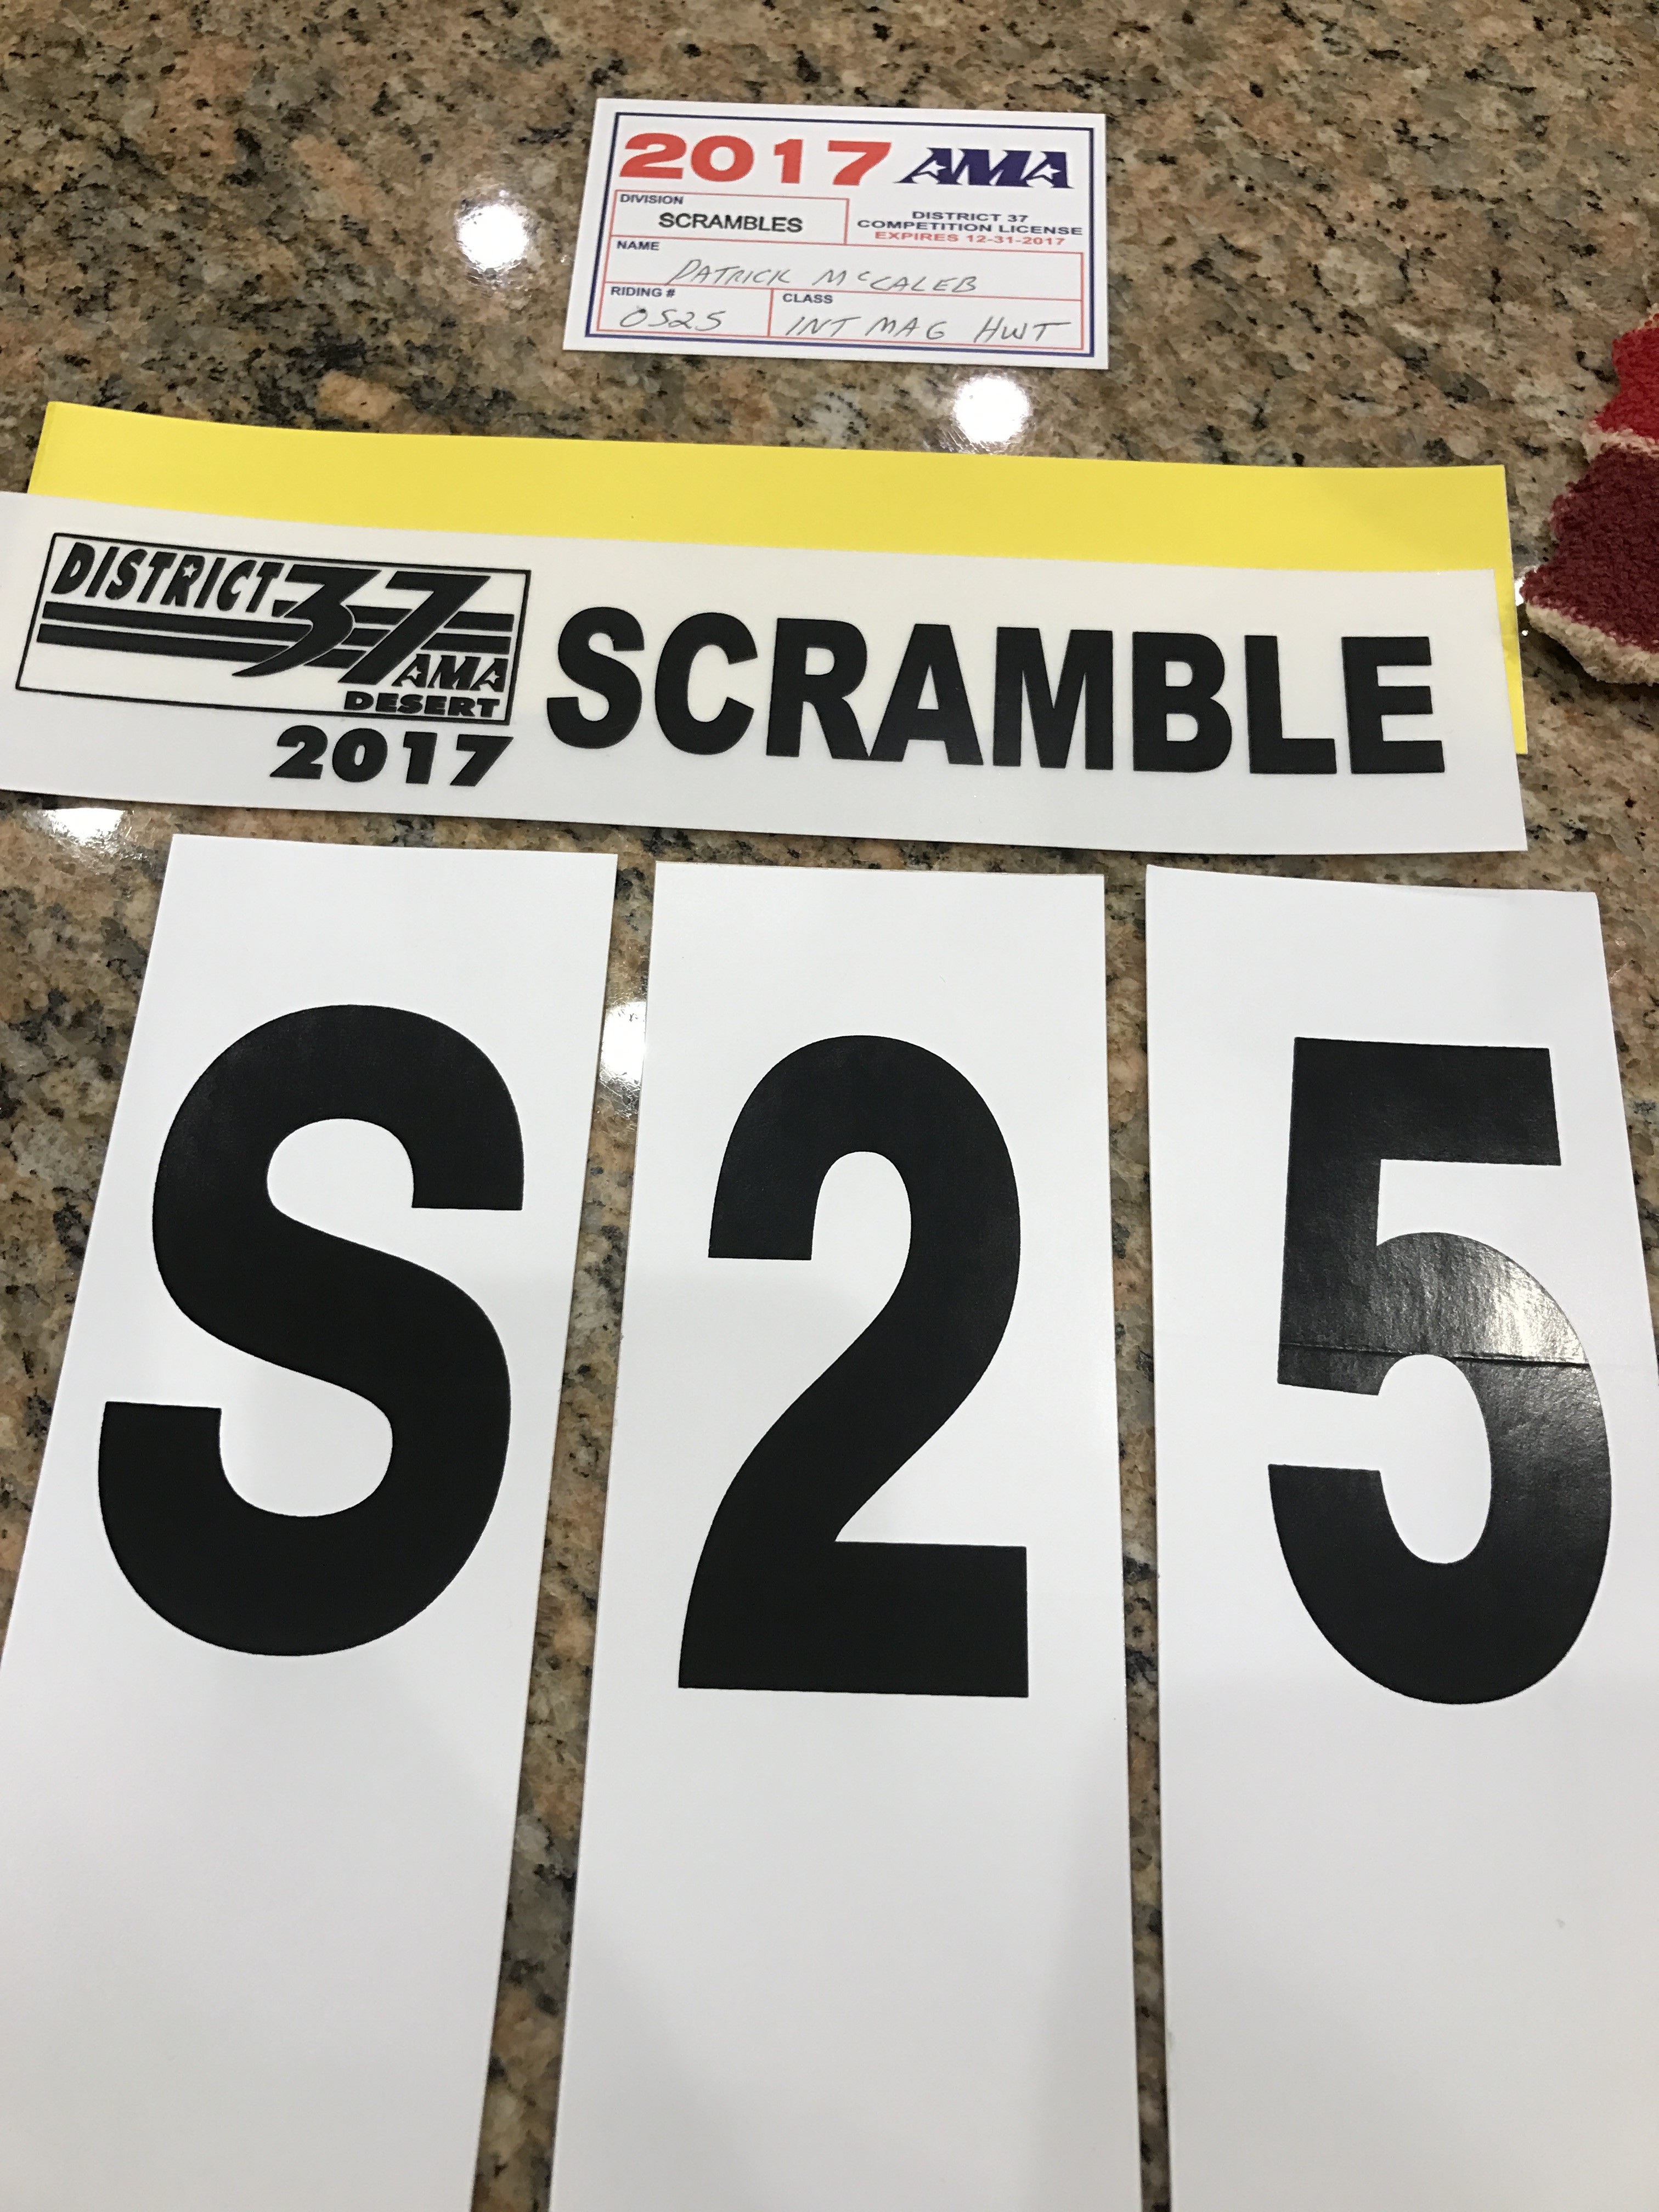 2017 AMA
DIVISION
SCRAMBLES
DISTRICT 37
COMPETITION LICENSE
EXPIRES 12-31-2017
NAME
PATRICK McCALEB
RIDING #
OS25
CLASS
INT MAG HWT
DISTRICT 37
AMA
DESERT
2017
SCRAMBLE
S 2 5